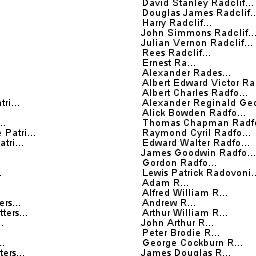 David Stanley Radclif...
Douglas James Radclif...
Harry Radclif...
John Simmons Radclif...
Julian Vernon Radclif...
Rees Radclif...
Ernest Ra...
Alexander Rades...
Albert Edward Victor Ra
Albert Charles Radfo...
tri... Alexander Reginald Geo
Alick Bowden Radfo...
... Thomas Chapman Radfo
e Patri... Raymond Cyril Radfo...
atri... Edward Walter Radfo...
James Goodwin Radfo...
Gordon Radfo...
... Lewis Patrick Radovoni...
Adam R...
Alfred William R...
ers... Andrew R...
tters... Arthur William R...
... John Arthur R...
Peter Brodie R...
... George Cockburn R...
ters... James Douglas R...